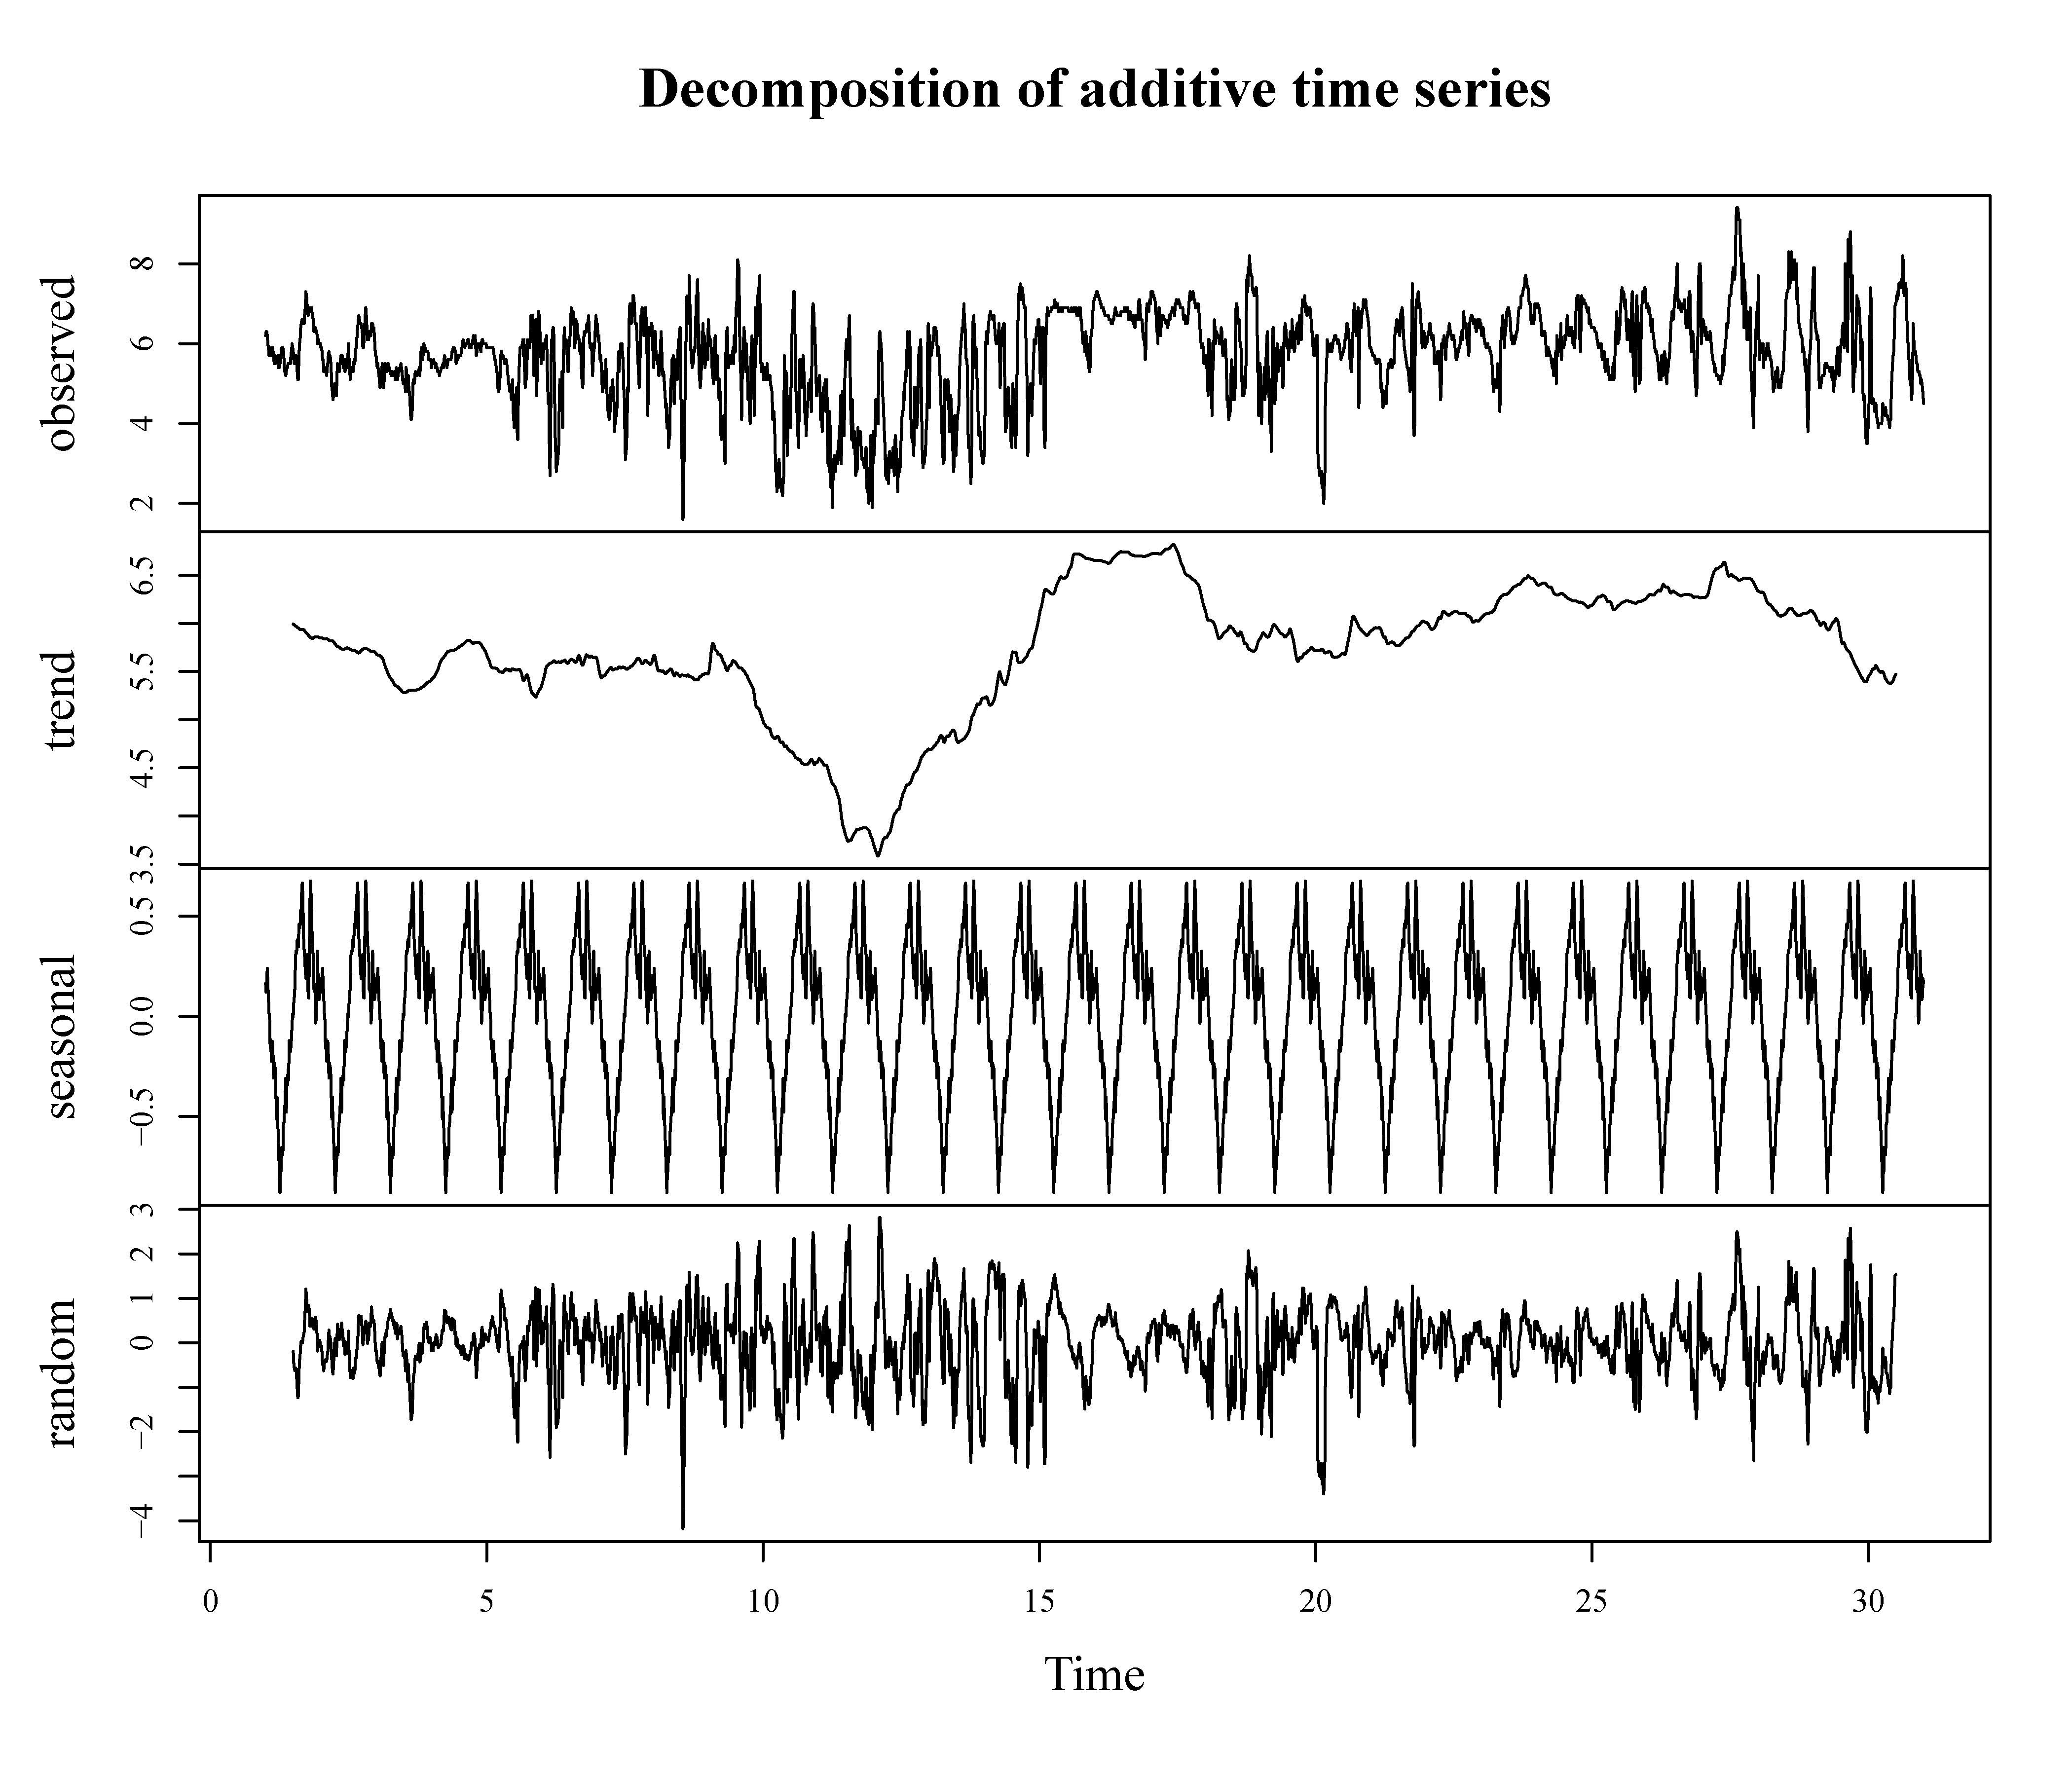 Decomposition of additive time series
observed
2 4 6 8
trend
3.5 4.5 5.5 6.5
seasonal
−0.5 0.0 0.5
random
−4 −2 0 1 2 3
0 5 10 15 20 25 30
Time